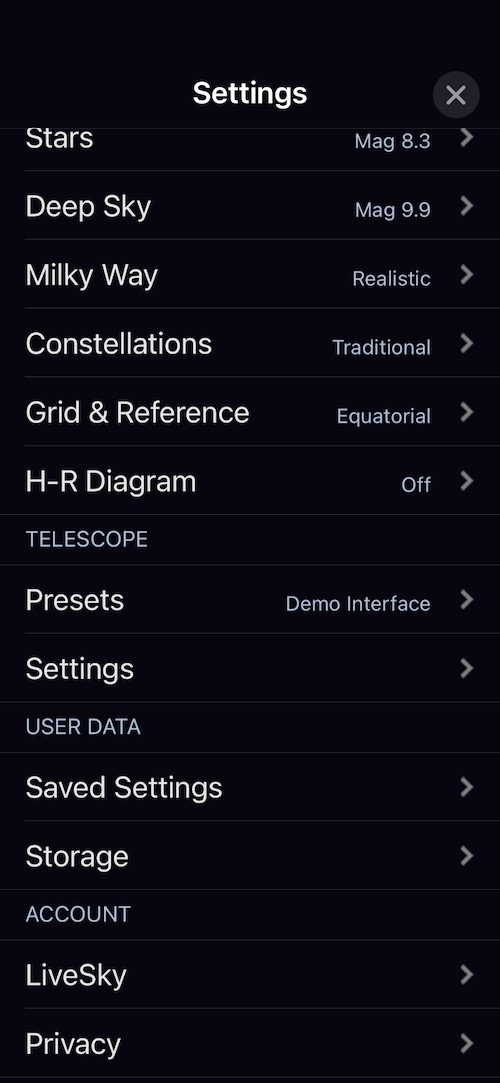 Settings
Stars Mag 8.3
Deep Sky Mag 9.9
Milky Way Realistic
Constellations Traditional
Grid & Reference Equatorial
H-R Diagram Off
TELESCOPE
Presets Demo Interface
Settings
USER DATA
Saved Settings
Storage
ACCOUNT
LiveSky
Privacy